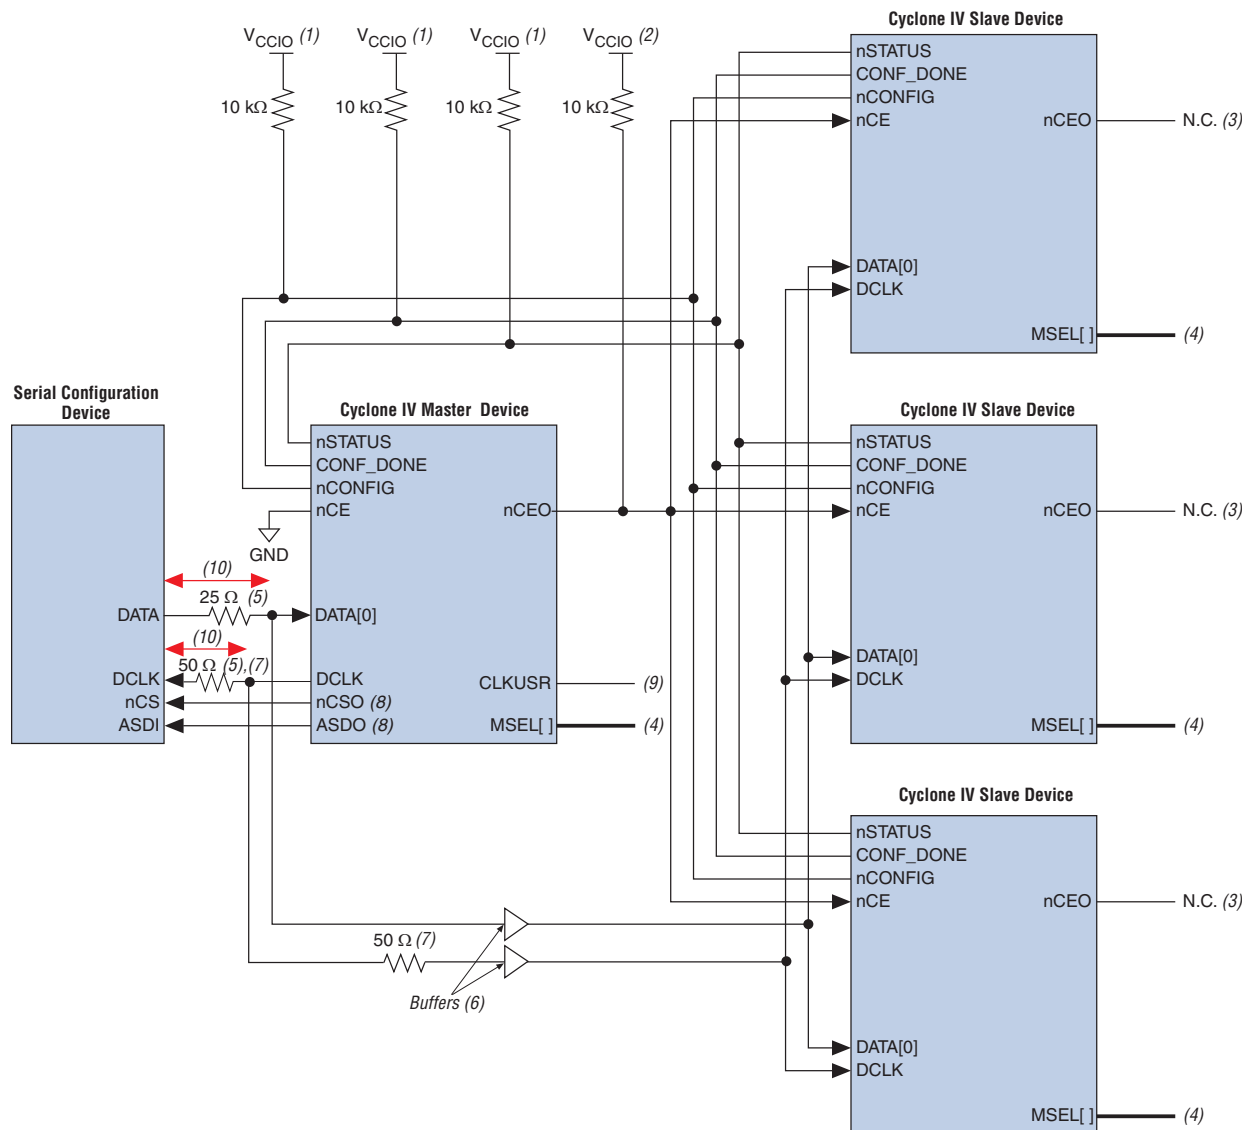 Cyclone IV Slave Device
VCCIO (1)
VCCIO (1)
VCCIO (1)
VCCIO (2)
10 kΩ
10 kΩ
10 kΩ
10 kΩ
nSTATUS
CONF_DONE
nCONFIG
nCE
nCEO
N.C. (3)
DATA[0]
DCLK
MSEL[ ]
(4)
Serial Configuration
Device
DATA
DCLK
nCS
ASDI
(10)
25 Ω (5)
(10)
50 Ω (5),(7)
Cyclone IV Master Device
nSTATUS
CONF_DONE
nCONFIG
nCE
GND
nCEO
DATA[0]
DCLK
nCSO (8)
ASDO (8)
CLKUSR
(9)
MSEL[ ]
(4)
Cyclone IV Slave Device
nSTATUS
CONF_DONE
nCONFIG
nCE
nCEO
N.C. (3)
DATA[0]
DCLK
MSEL[ ]
(4)
50 Ω (7)
Buffers (6)
Cyclone IV Slave Device
nSTATUS
CONF_DONE
nCONFIG
nCE
nCEO
N.C. (3)
DATA[0]
DCLK
MSEL[ ]
(4)